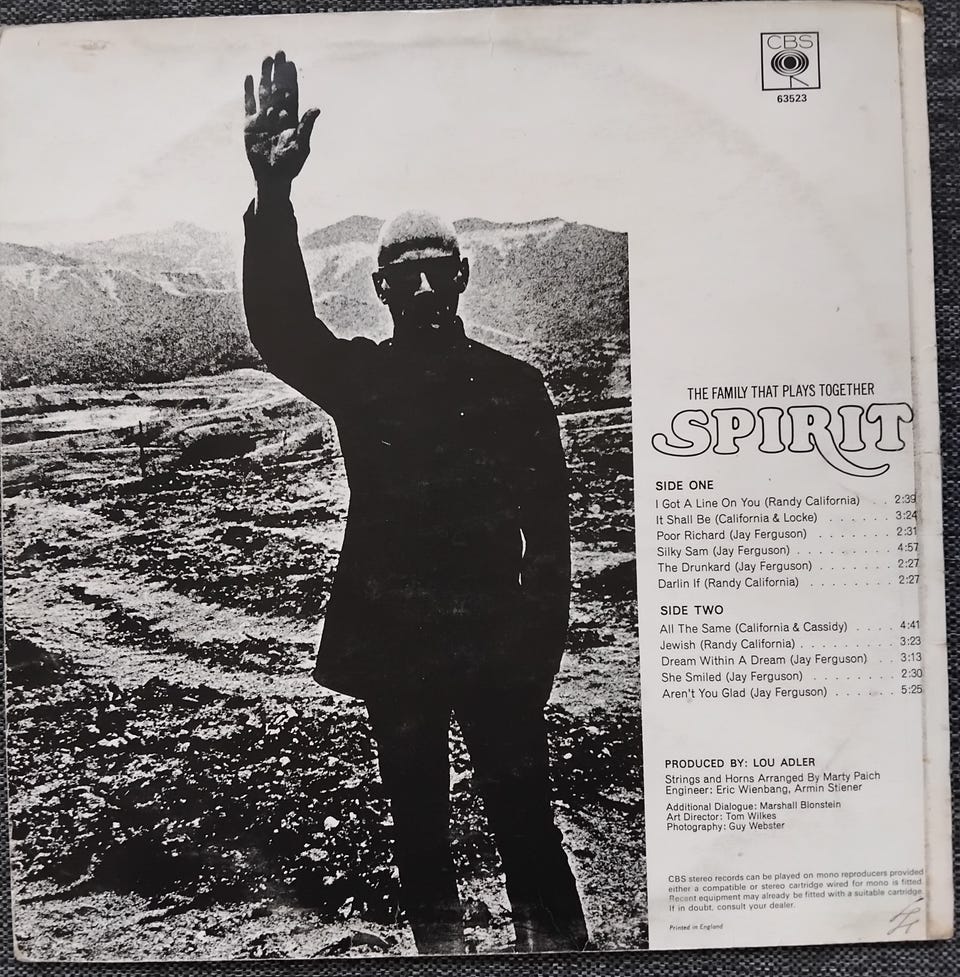 CBS
63523
THE FAMILY THAT PLAYS TOGETHER
SPIRIT
SIDE ONE
I Got A Line On You (Randy California) . . 2:39
It Shall Be (California & Locke) . . . . . . 3:24
Poor Richard (Jay Ferguson) . . . . . . . 2:31
Silky Sam (Jay Ferguson) . . . . . . . . . 4:57
The Drunkard (Jay Ferguson) . . . . . . . 2:27
Darlin If (Randy California) . . . . . . . . 2:27
SIDE TWO
All The Same (California & Cassidy) . . . . 4:41
Jewish (Randy California) . . . . . . . . . 3:23
Dream Within A Dream (Jay Ferguson) . . 3:13
She Smiled (Jay Ferguson) . . . . . . . . 2:30
Aren't You Glad (Jay Ferguson) . . . . . . 5:25
PRODUCED BY: LOU ADLER
Strings and Horns Arranged By Marty Paich
Engineer: Eric Wienbang, Armin Stiener
Additional Dialogue: Marshall Blonstein
Art Director: Tom Wilkes
Photography: Guy Webster
CBS stereo records can be played on mono reproducers provided
either a compatible or stereo cartridge wired for mono is fitted.
Recent equipment may already be fitted with a suitable cartridge.
If in doubt, consult your dealer.
Printed in England